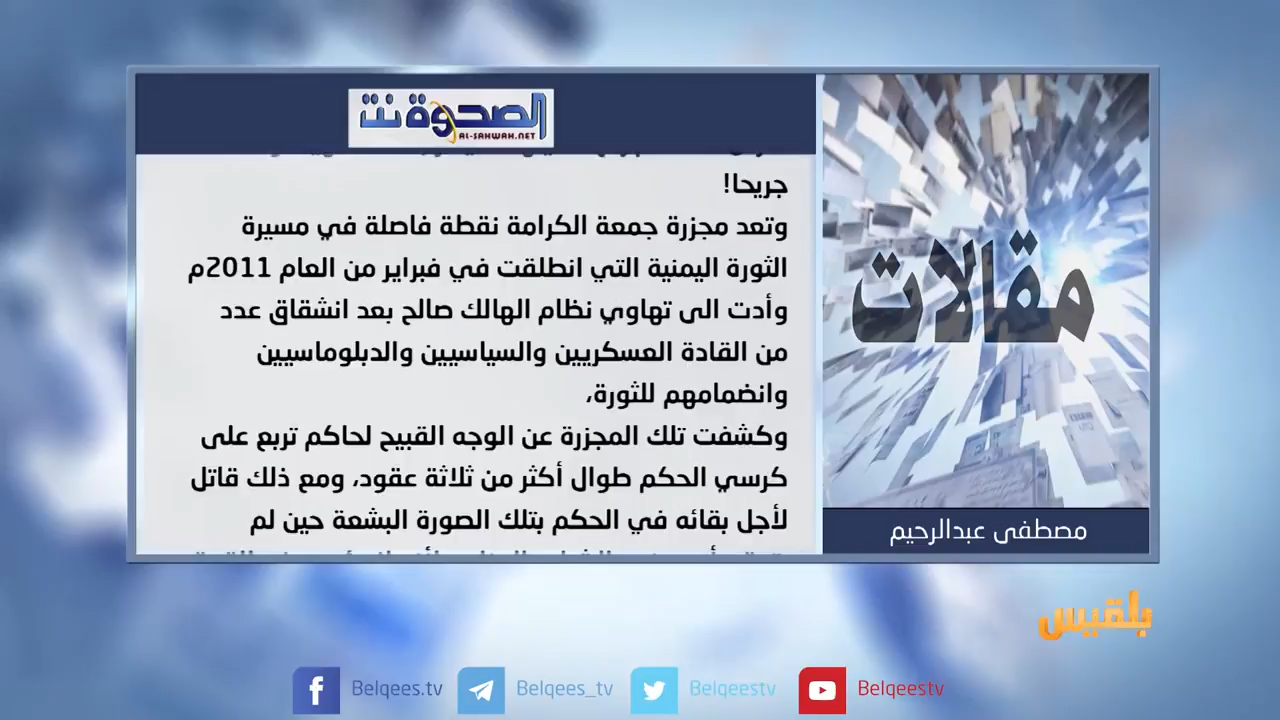 الصحوة نت
AL-SAHWAH.NET
جريحا!
وتعد مجزرة جمعة الكرامة نقطة فاصلة في مسيرة
الثورة اليمنية التي انطلقت في فبراير من العام 2011م
وأدت الى تهاوي نظام الهالك صالح بعد انشقاق عدد
من القادة العسكريين والسياسيين والدبلوماسيين
وانضمامهم للثورة،
وكشفت تلك المجزرة عن الوجه القبيح لحاكم تربع على
كرسي الحكم طوال أكثر من ثلاثة عقود، ومع ذلك قاتل
لأجل بقائه في الحكم بتلك الصورة البشعة حين لم
مقالات
مصطفى عبدالرحيم
بلقيس
Belqees.tv
Belqees_tv
Belqeestv
Belqeestv